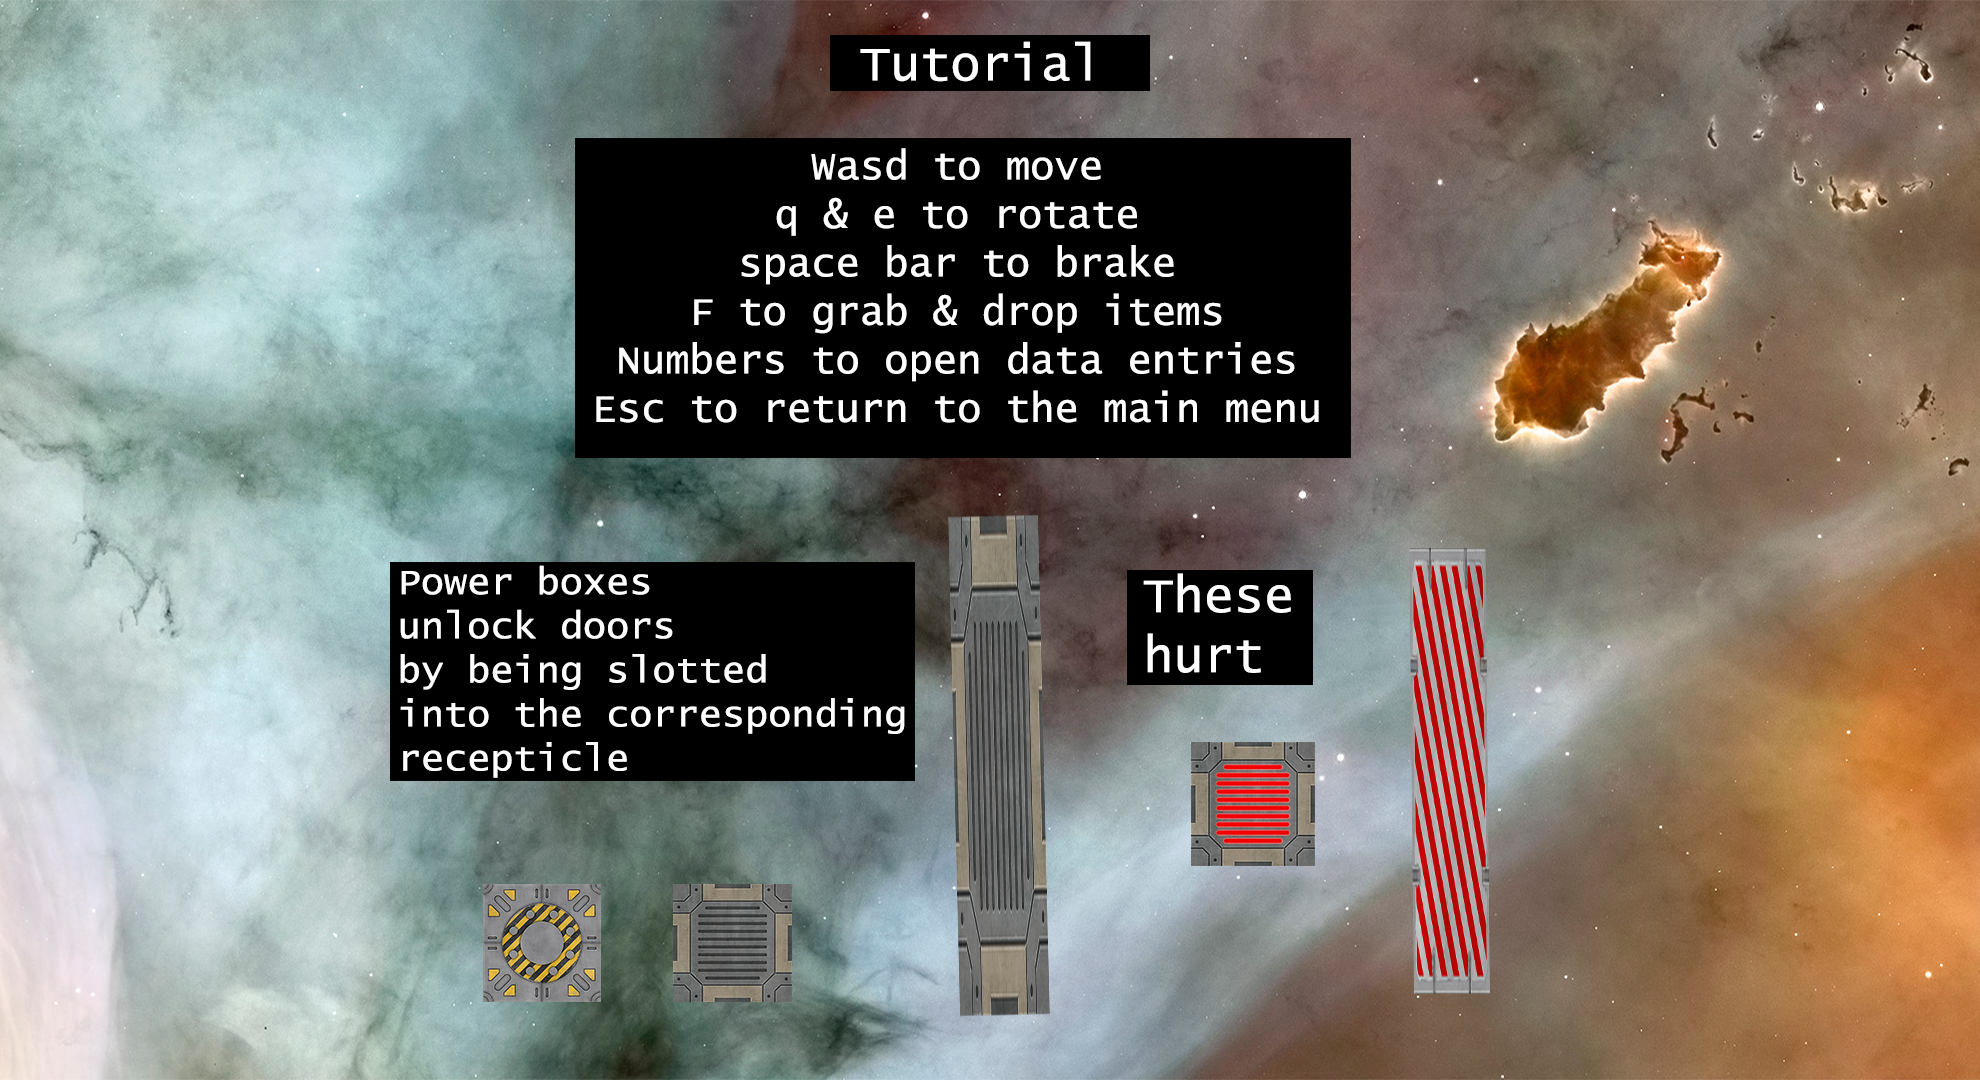 Tutorial
Wasd to move
q & e to rotate
space bar to brake
F to grab & drop items
Numbers to open data entries
Esc to return to the main menu
Power boxes
unlock doors
by being slotted
into the corresponding
recepticle
These
hurt